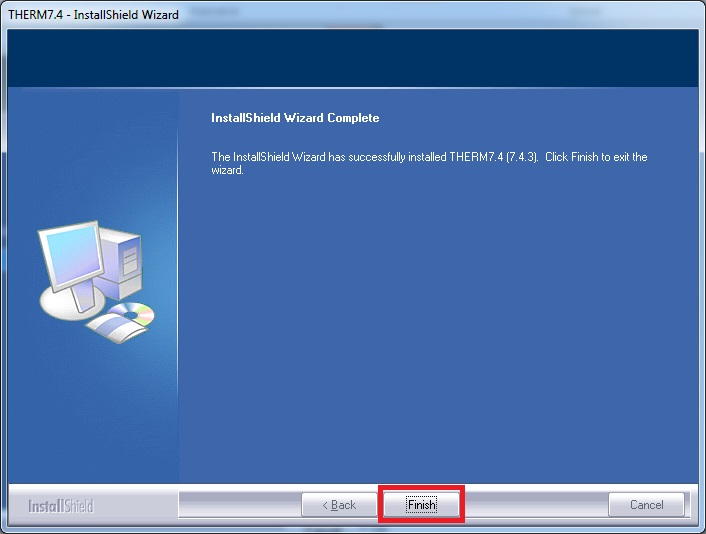 THERM7.4 - InstallShield Wizard
InstallShield Wizard Complete
The InstallShield Wizard has successfully installed THERM7.4 (7.4.3). Click Finish to exit the
wizard.
InstallShield
< Back
Finish
Cancel